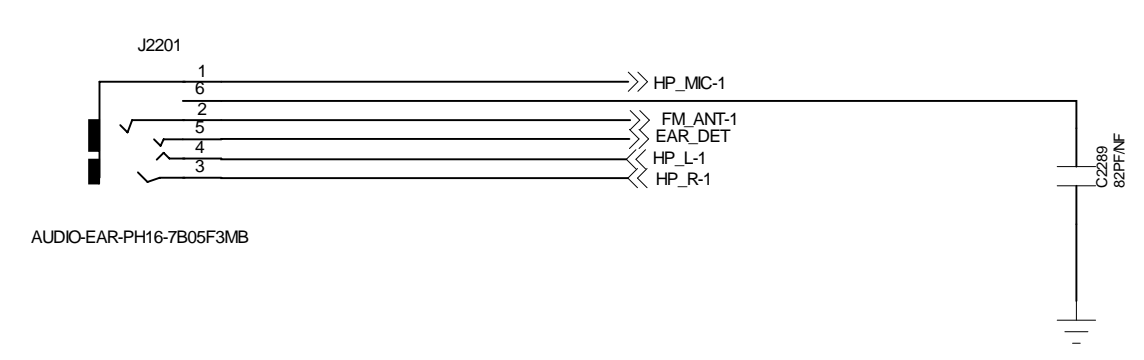 J2201
1
HP_MIC-1
6
2
FM_ANT-1
5
EAR_DET
4
HP_L-1
3
HP_R-1
C2289
82PF/NF
AUDIO-EAR-PH16-7B05F3MB